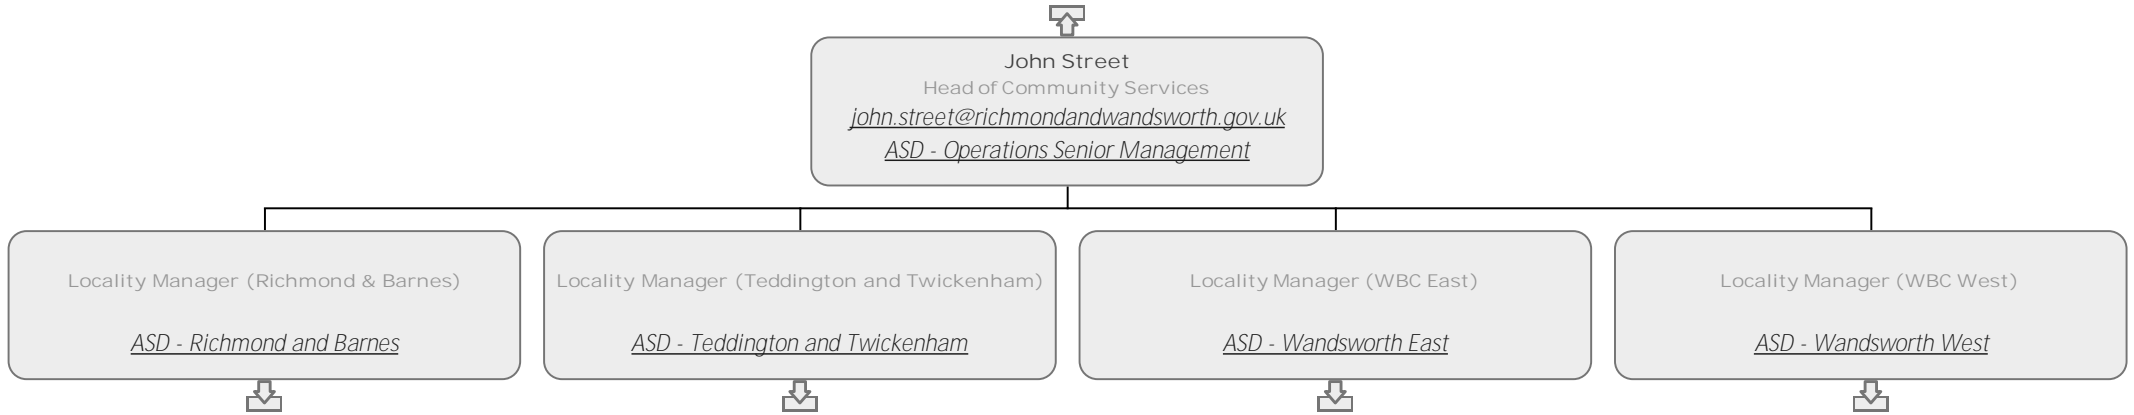 John Street
Head of Community Services
john.street@richmondandwandsworth.gov.uk
ASD - Operations Senior Management
Locality Manager (Richmond & Barnes)
ASD - Richmond and Barnes
Locality Manager (Teddington and Twickenham)
ASD - Teddington and Twickenham
Locality Manager (WBC East)
ASD - Wandsworth East
Locality Manager (WBC West)
ASD - Wandsworth West